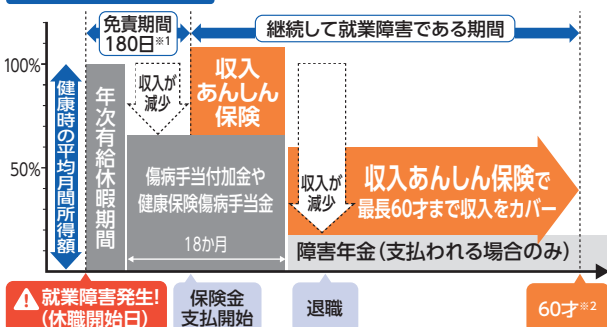 免責期間
180日※1
継続して就業障害である期間
100%
50%
健康時の平均月間所得額
年次有給休暇期間
収入が
減少
収入
あんしん
保険
傷病手当付加金や
健康保険傷病手当金
18か月
収入が
減少
収入あんしん保険で
最長60才まで収入をカバー
障害年金(支払われる場合のみ)
就業障害発生!
(休職開始日)
保険金
支払開始
退職
60才※2